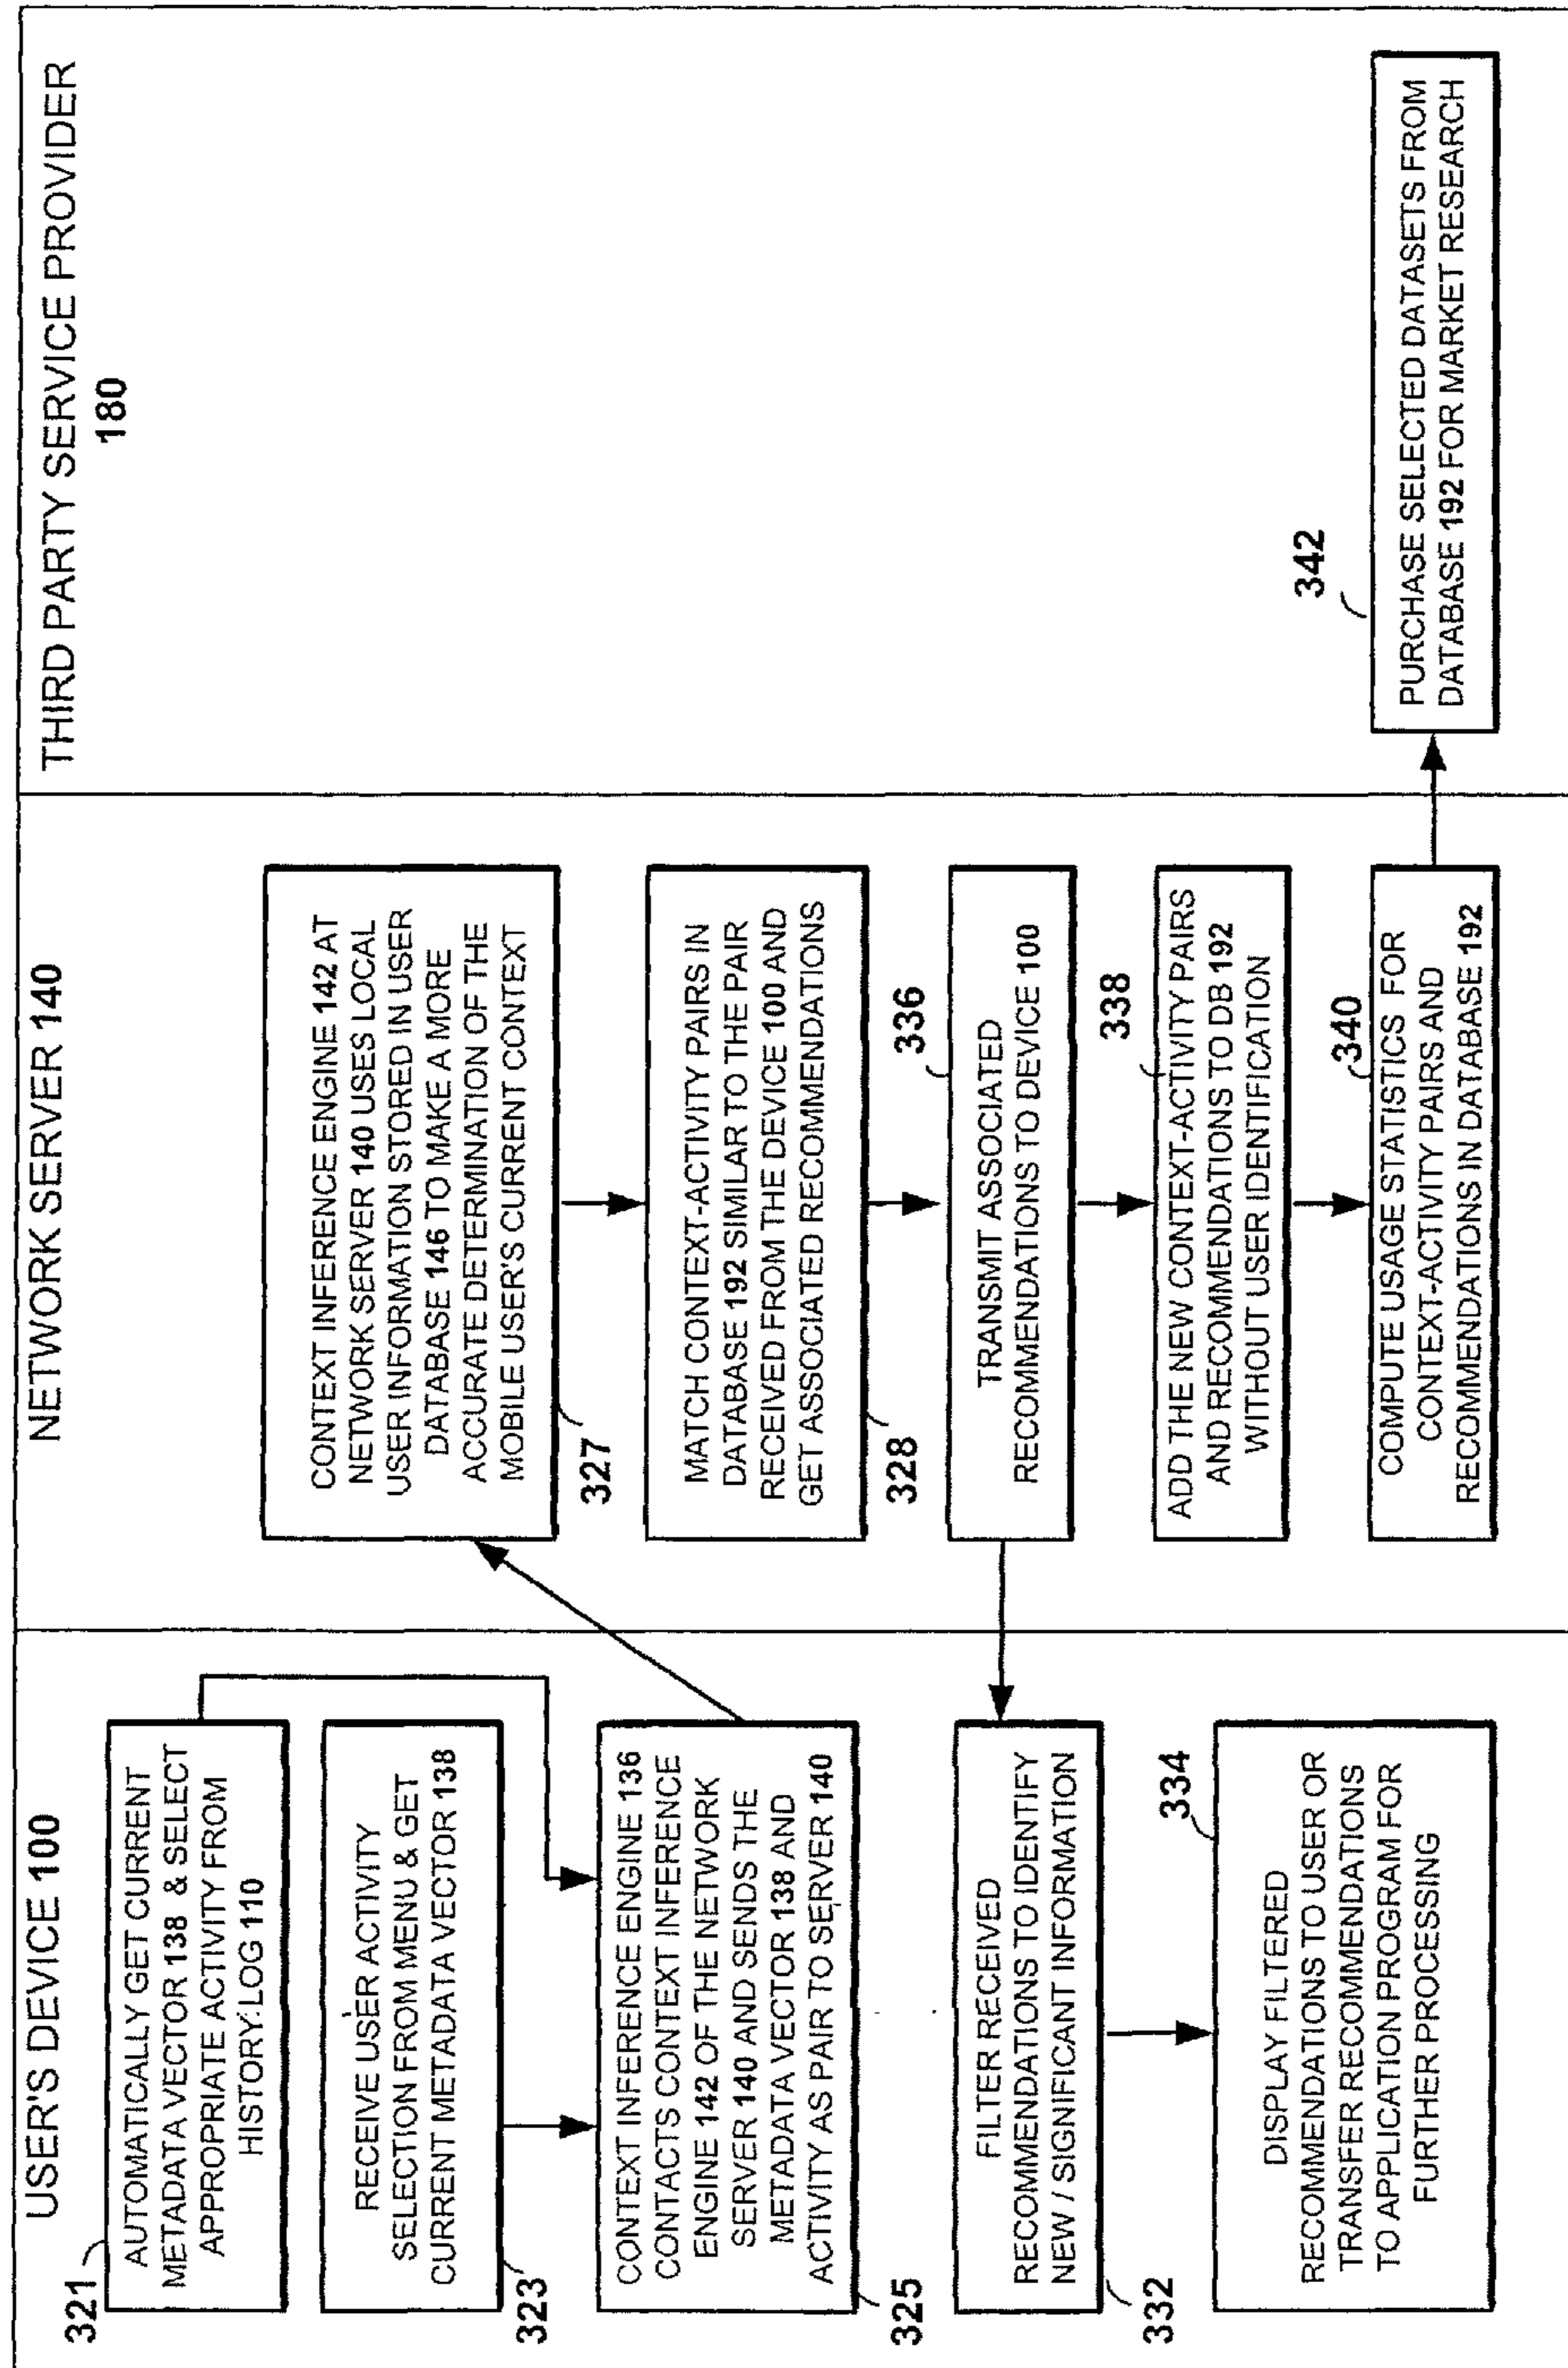 USER'S DEVICE 100
321
AUTOMATICALLY GET CURRENT
METADATA VECTOR 138 & SELECT
APPROPRIATE ACTIVITY FROM
HISTORY LOG 110
RECEIVE USER ACTIVITY
SELECTION FROM MENU & GET
CURRENT METADATA VECTOR 138
323
CONTEXT INFERENCE ENGINE 136
CONTACTS CONTEXT INFERENCE
ENGINE 142 OF THE NETWORK
SERVER 140 AND SENDS THE
METADATA VECTOR 138 AND
ACTIVITY AS PAIR TO SERVER 140
325
FILTER RECEIVED
RECOMMENDATIONS TO IDENTIFY
NEW / SIGNIFICANT INFORMATION
332
334
DISPLAY FILTERED
RECOMMENDATIONS TO USER OR
TRANSFER RECOMMENDATIONS
TO APPLICATION PROGRAM FOR
FURTHER PROCESSING
NETWORK SERVER 140
CONTEXT INFERENCE ENGINE 142 AT
NETWORK SERVER 140 USES LOCAL
USER INFORMATION STORED IN USER
DATABASE 146 TO MAKE A MORE
ACCURATE DETERMINATION OF THE
MOBILE USER'S CURRENT CONTEXT
327
MATCH CONTEXT-ACTIVITY PAIRS IN
DATABASE 192 SIMILAR TO THE PAIR
RECEIVED FROM THE DEVICE 100 AND
GET ASSOCIATED RECOMMENDATIONS
328
336
TRANSMIT ASSOCIATED
RECOMMENDATIONS TO DEVICE 100
338
ADD THE NEW CONTEXT-ACTIVITY PAIRS
AND RECOMMENDATIONS TO DB 192
WITHOUT USER IDENTIFICATION
340
COMPUTE USAGE STATISTICS FOR
CONTEXT-ACTIVITY PAIRS AND
RECOMMENDATIONS IN DATABASE 192
THIRD PARTY SERVICE PROVIDER
180
342
PURCHASE SELECTED DATASETS FROM
DATABASE 192 FOR MARKET RESEARCH